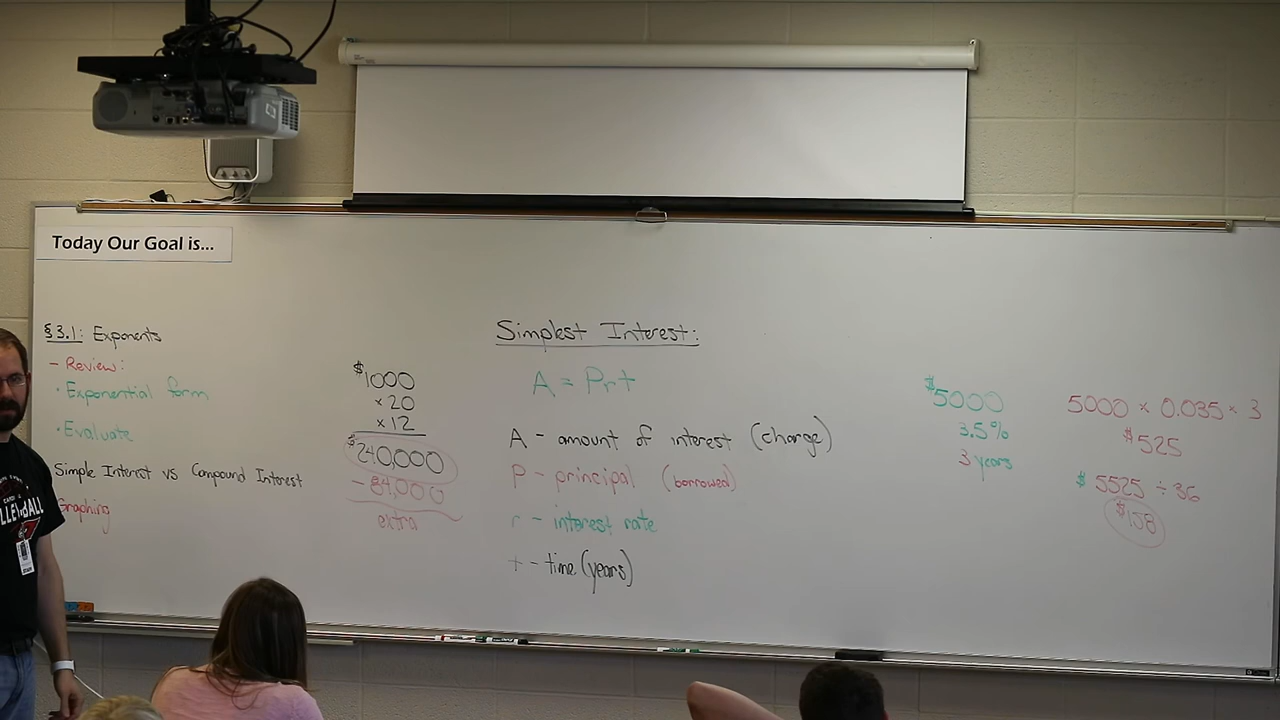 Today Our Goal is...
§3.1: Exponents
- Review:
· Exponential form
· Evaluate
Simple Interest vs Compound Interest
Graphing
$1000
×20
×12
$240,000
- 84,000
extra
Simplest Interest:
A = Prt
A - amount of interest (charge)
P - principal (borrowed)
r - interest rate
t - time (years)
$5000
3.5%
3 years
5000 × 0.035 × 3
$525
$5525 ÷ 36
$158